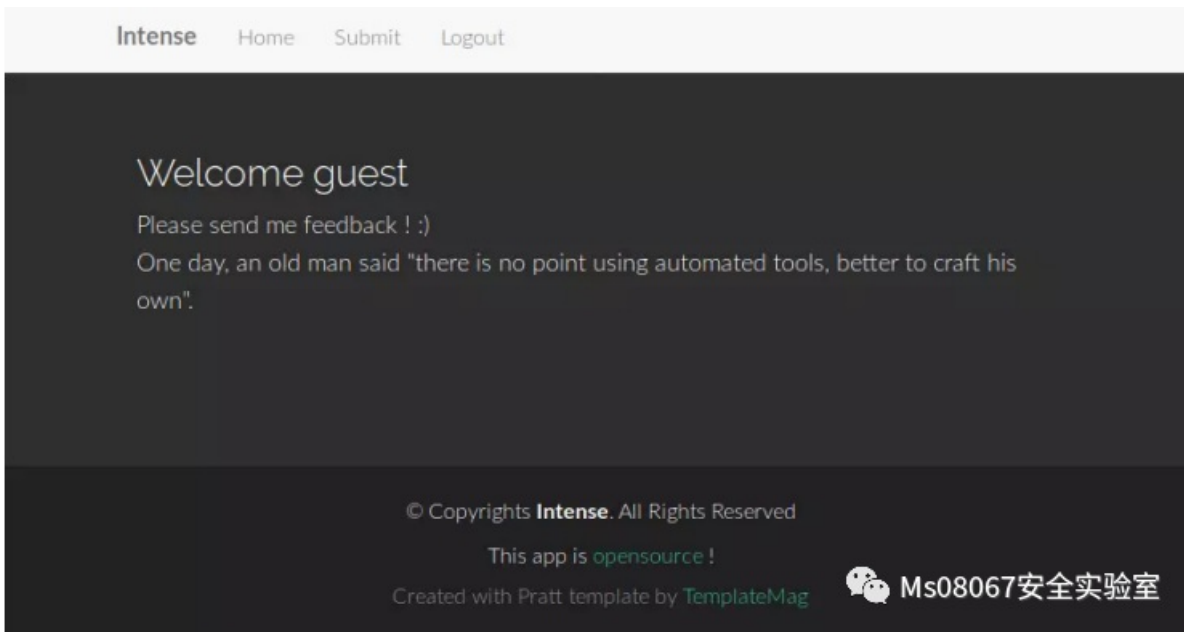 Intense Home Submit Logout
Welcome guest
Please send me feedback ! :)
One day, an old man said "there is no point using automated tools, better to craft his
own".
© Copyrights Intense. All Rights Reserved
This app is opensource !
Created with Pratt template by TemplateMag
Ms08067安全实验室